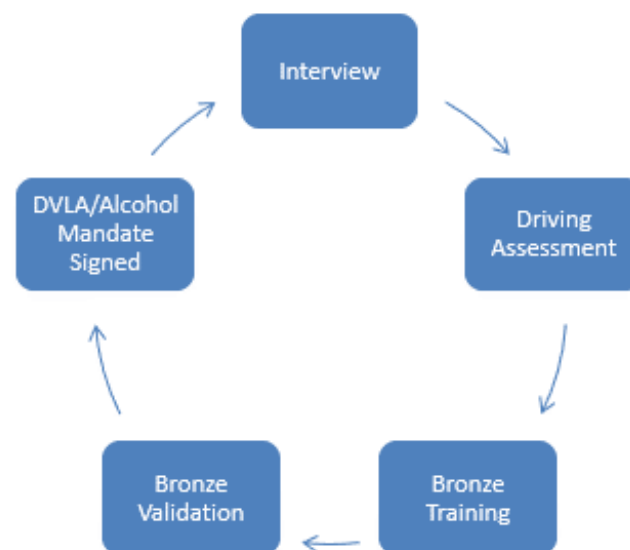 Interview
Driving
Assessment
Bronze
Training
Bronze
Validation
DVLA/Alcohol
Mandate
Signed